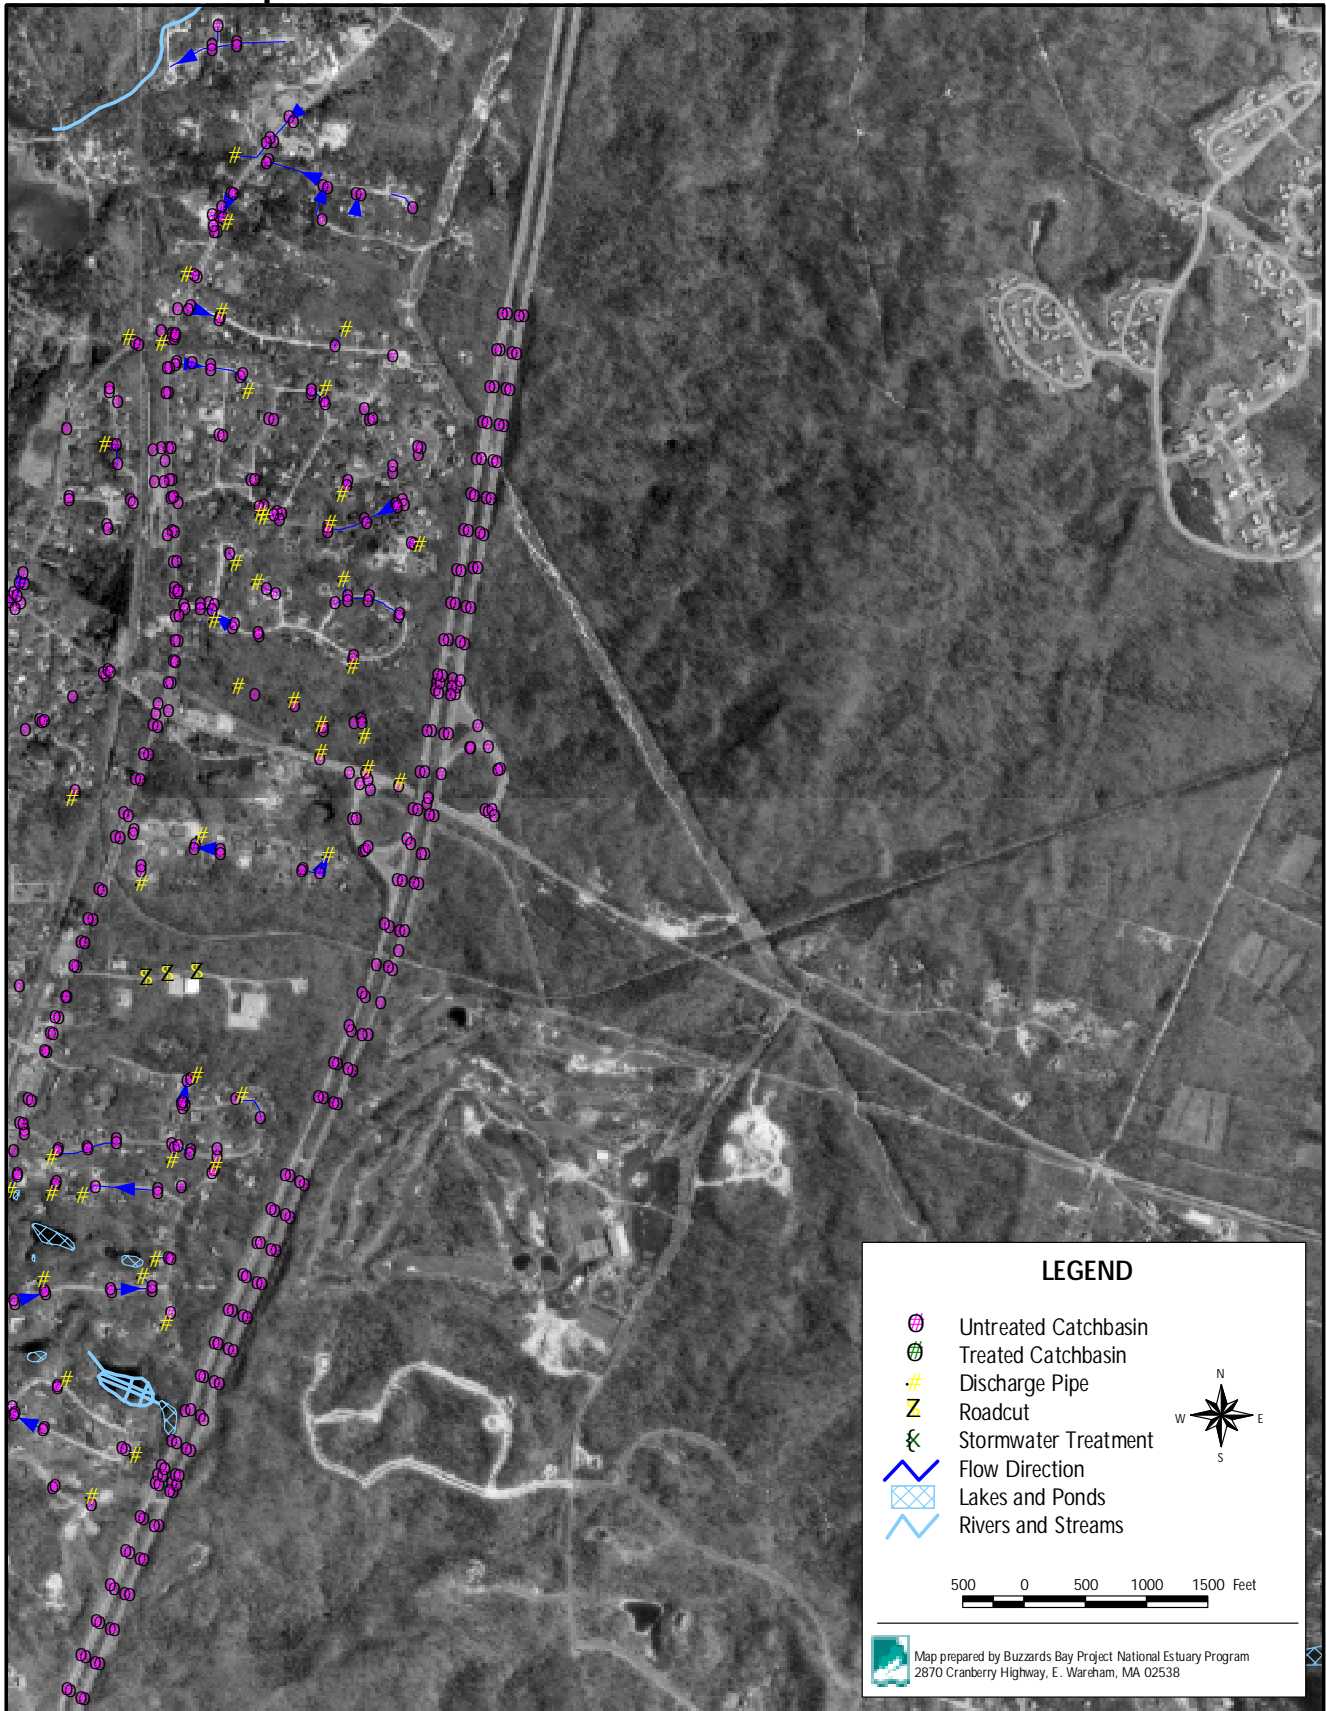 LEGEND
Untreated Catchbasin
Treated Catchbasin
Discharge Pipe
Roadcut
Stormwater Treatment
Flow Direction
Lakes and Ponds
Rivers and Streams
N
W E
S
500 0 500 1000 1500 Feet
Map prepared by Buzzards Bay Project National Estuary Program
2870 Cranberry Highway, E. Wareham, MA 02538